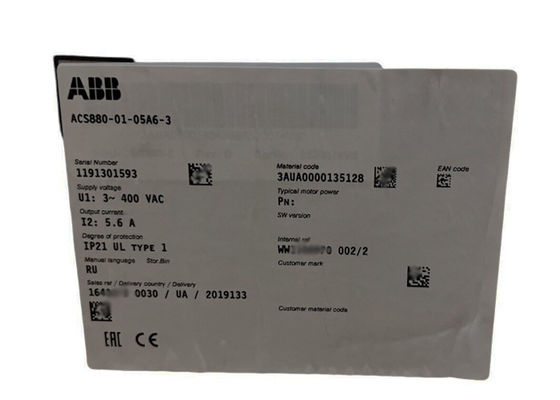 ABB
ACS880-01-05A6-3
Serial Number
1191301593
Supply voltage
U1: 3~ 400 VAC
Output current
I2: 5.6 A
Degree of protection
IP21 UL TYPE 1
Manual language Stor.Bin
RU
Sales ref / Delivery country / Delivery
0030 / UA / 2019133
EAC CE
Material code
3AUA0000135128
Typical motor power
PN:
SW version
Internal ref
002/2
Customer mark
Customer material code
EAN code